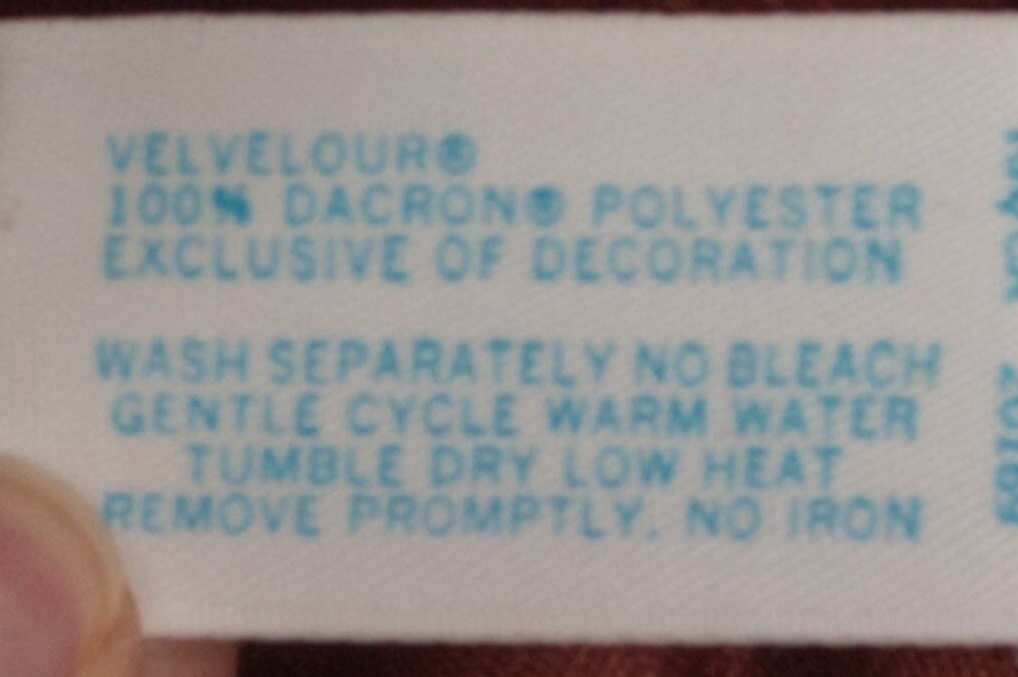 VELVELOUR®
100% DACRON® POLYESTER
EXCLUSIVE OF DECORATION
WASH SEPARATELY NO BLEACH
GENTLE CYCLE WARM WATER
TUMBLE DRY LOW HEAT
REMOVE PROMPTLY. NO IRON